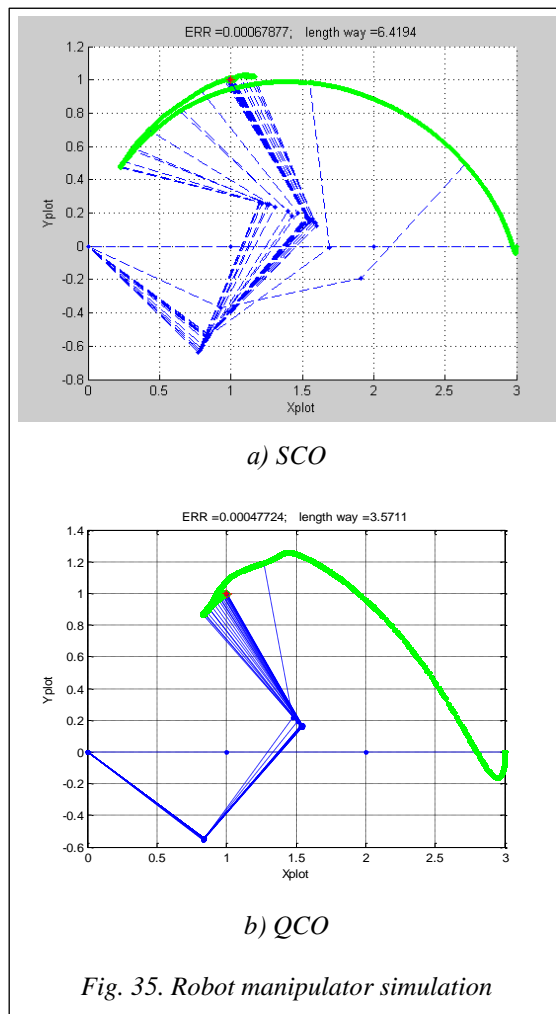 ERR =0.00067877; length way =6.4194
1.2
1
0.8
0.6
0.4
0.2
0
-0.2
-0.4
-0.6
-0.8
Yplot
0 0.5 1 1.5 2 2.5 3
Xplot
a) SCO
ERR =0.00047724; length way =3.5711
1.4
1.2
1
0.8
0.6
0.4
0.2
0
-0.2
-0.4
-0.6
Yplot
0 0.5 1 1.5 2 2.5 3
Xplot
b) QCO
Fig. 35. Robot manipulator simulation